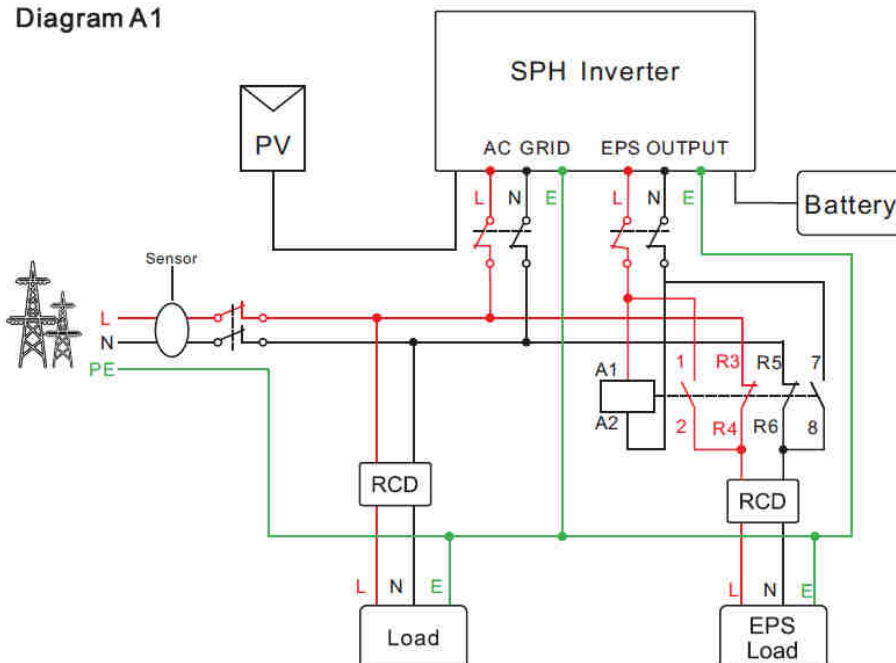 Diagram A1
SPH Inverter
PV
AC GRID EPS OUTPUT
L N E L N E
Battery
Sensor
L
N
PE
1 R3 R5 7
A1
A2
2 R4 R6 8
RCD
RCD
L N E
L N E
Load
EPS
Load